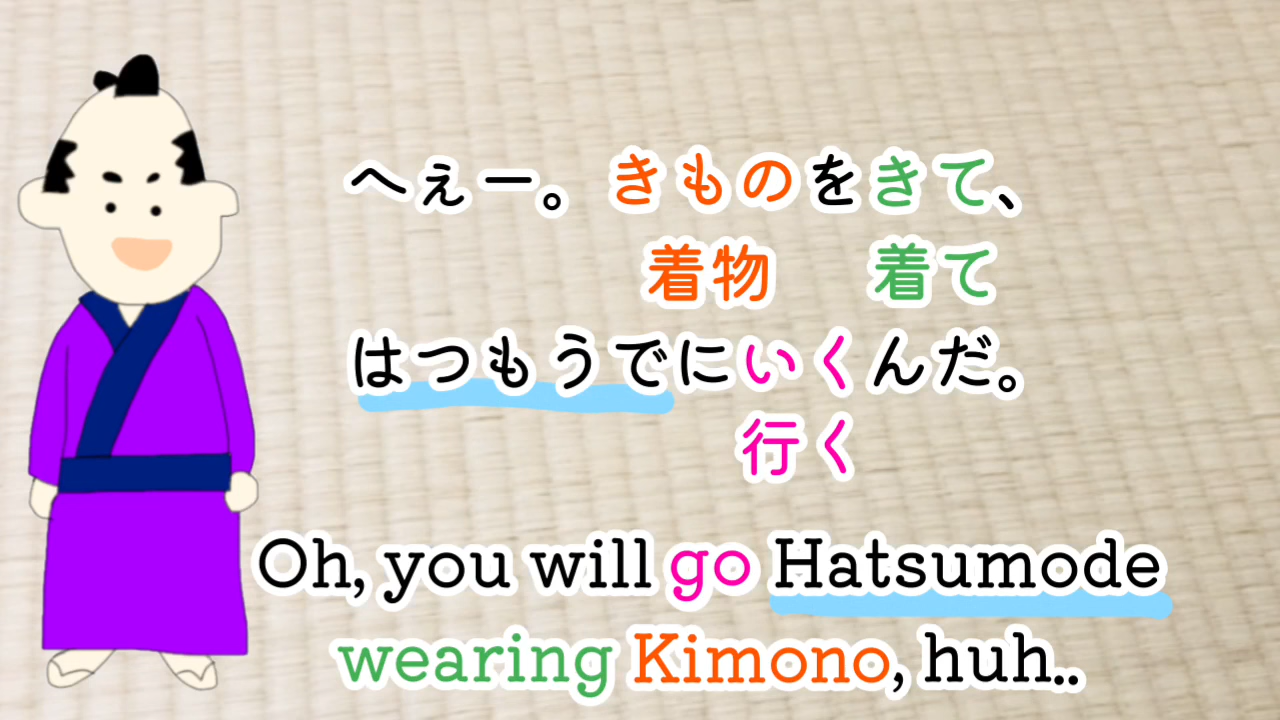 へぇー。きものをきて、
着物 着て
はつもうでにいくんだ。
行く
Oh, you will go Hatsumode
wearing Kimono, huh..